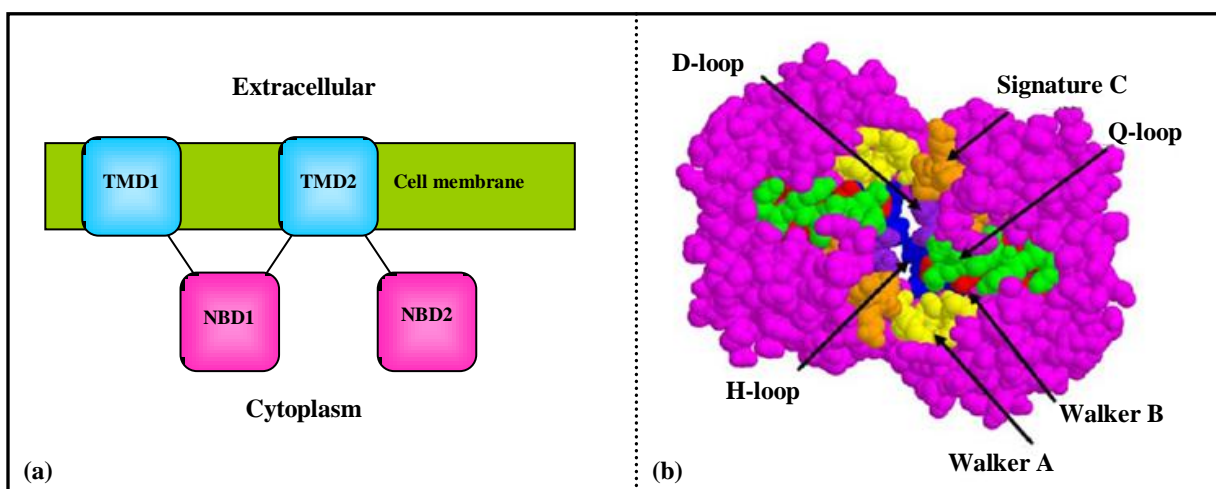 Extracellular
TMD1
TMD2
Cell membrane
NBD1
NBD2
Cytoplasm
(a)
D-loop
Signature C
Q-loop
H-loop
Walker B
Walker A
(b)